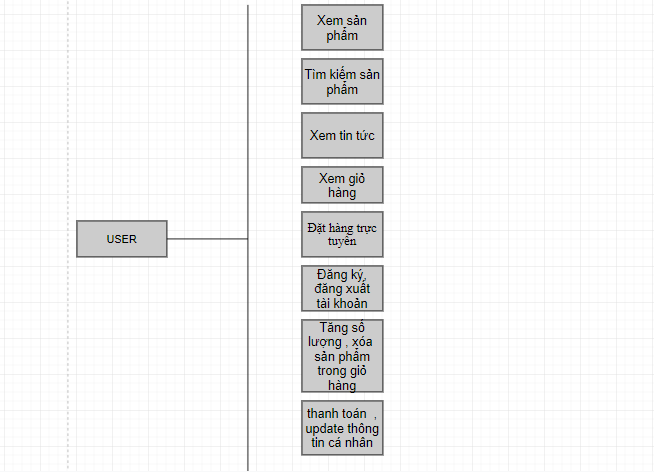 Xem sản
phẩm
Tìm kiếm sản
phẩm
Xem tin tức
Xem giỏ
hàng
USER
Đặt hàng trực
tuyến
Đăng ký,
đăng xuất
tài khoản
Tăng số
lượng , xóa
sản phẩm
trong giỏ
hàng
thanh toán ,
update thông
tin cá nhân